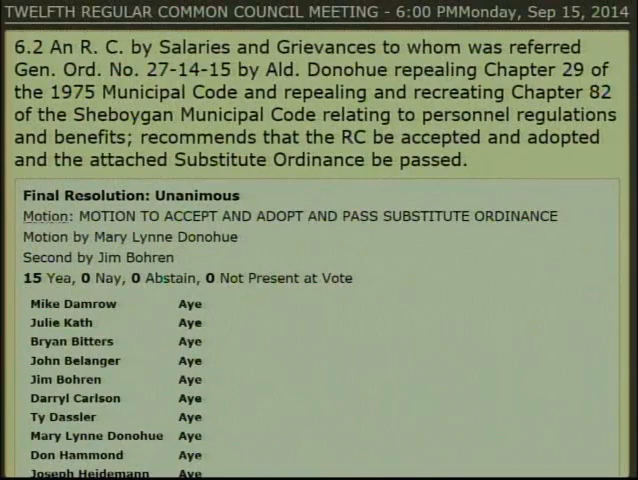 TWELFTH REGULAR COMMON COUNCIL MEETING - 6:00 PMMonday, Sep 15, 2014
6.2 An R. C. by Salaries and Grievances to whom was referred
Gen. Ord. No. 27-14-15 by Ald. Donohue repealing Chapter 29 of
the 1975 Municipal Code and repealing and recreating Chapter 82
of the Sheboygan Municipal Code relating to personnel regulations
and benefits; recommends that the RC be accepted and adopted
and the attached Substitute Ordinance be passed.
Final Resolution: Unanimous
Motion: MOTION TO ACCEPT AND ADOPT AND PASS SUBSTITUTE ORDINANCE
Motion by Mary Lynne Donohue
Second by Jim Bohren
15 Yea, 0 Nay, 0 Abstain, 0 Not Present at Vote
Mike Damrow Aye
Julie Kath Aye
Bryan Bitters Aye
John Belanger Aye
Jim Bohren Aye
Darryl Carlson Aye
Ty Dassler Aye
Mary Lynne Donohue Aye
Don Hammond Aye
Joseph Heidemann Aye